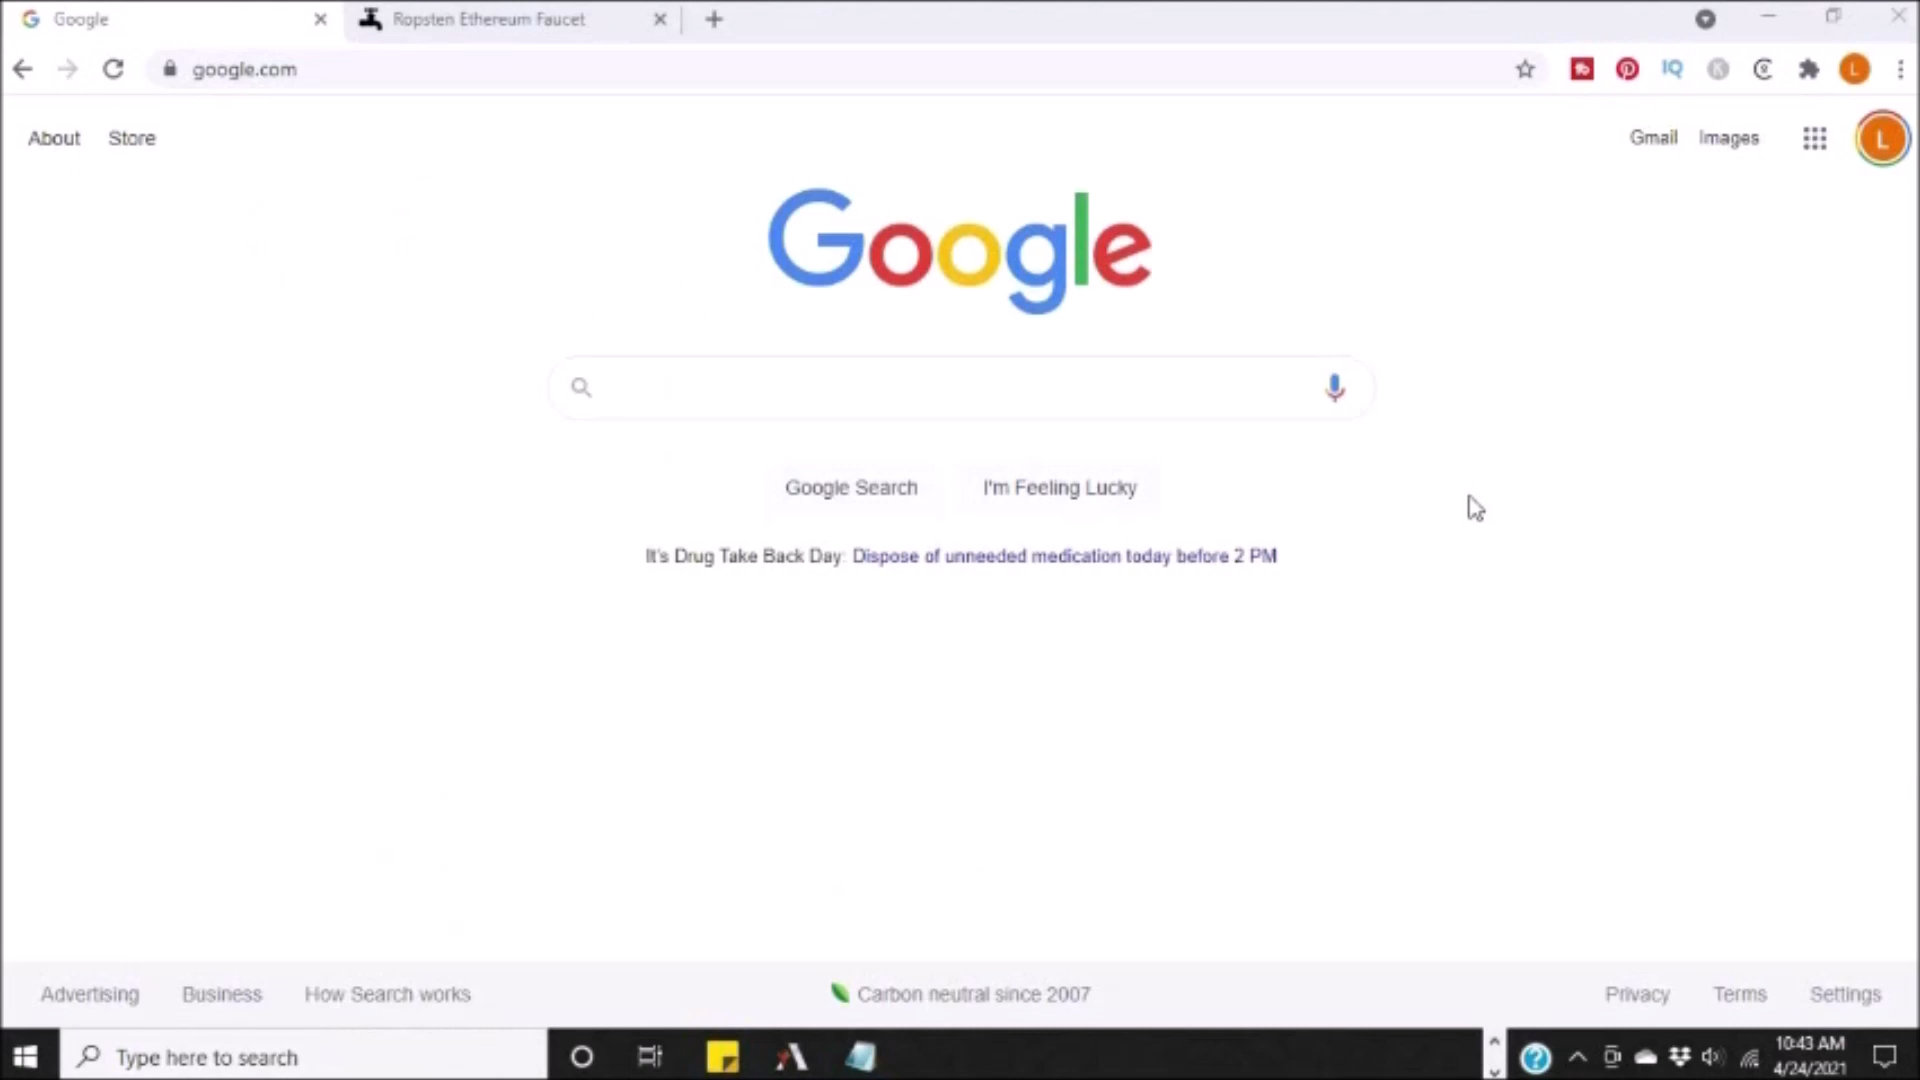 Google
Ropsten Ethereum Faucet
google.com
IQ
L
About
Store
Gmail
Images
L
Google
Google Search
I'm Feeling Lucky
It's Drug Take Back Day: Dispose of unneeded medication today before 2 PM
Advertising
Business
How Search works
Carbon neutral since 2007
Privacy
Terms
Settings
Type here to search
10:43 AM
4/24/2021